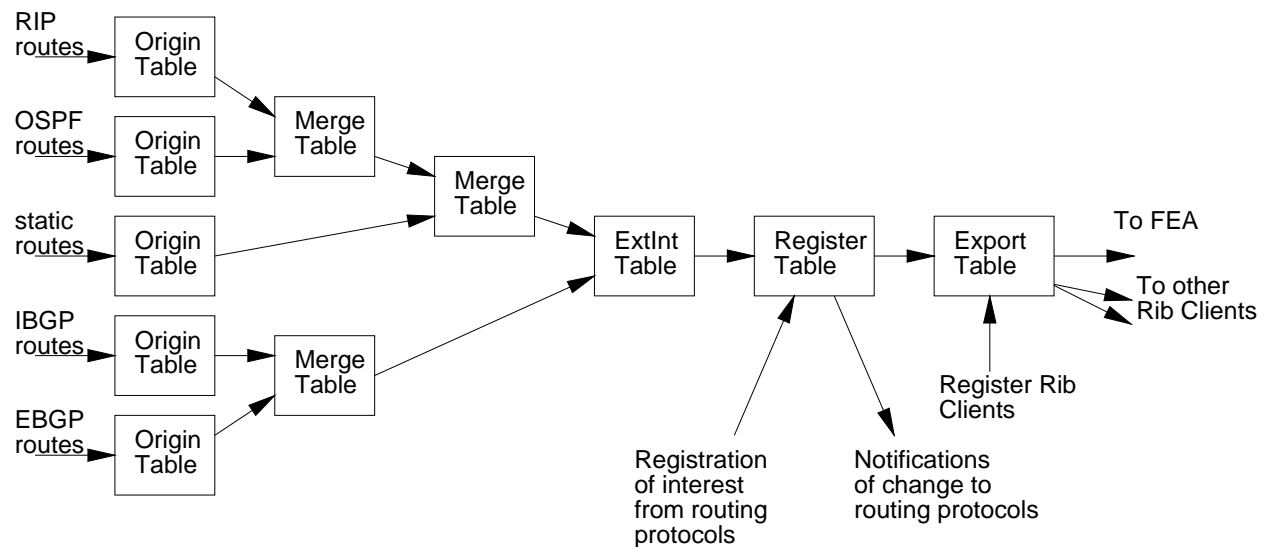 RIP
routes
Origin
Table
OSPF
routes
Origin
Table
Merge
Table
Merge
Table
static
routes
Origin
Table
ExtInt
Table
Register
Table
Export
Table
To FEA
To other
Rib Clients
IBGP
routes
Origin
Table
Merge
Table
EBGP
routes
Origin
Table
Register Rib
Clients
Registration
of interest
from routing
protocols
Notifications
of change to
routing protocols